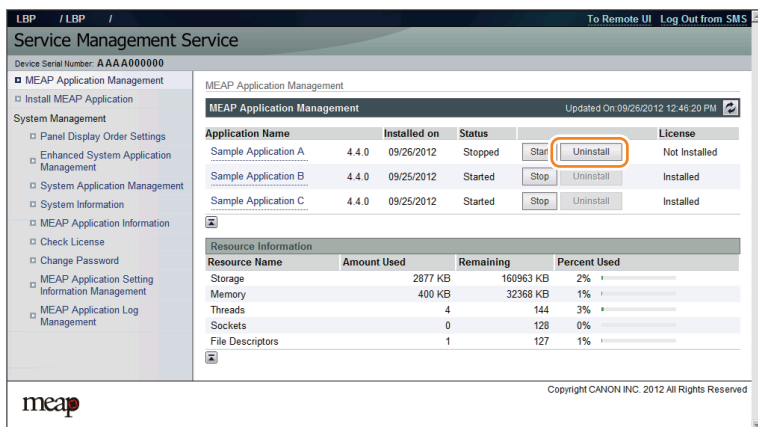 LBP / LBP /
To Remote UI Log Out from SMS
Service Management Service
Device Serial Number: AAAA000000
MEAP Application Management
Install MEAP Application
System Management
Panel Display Order Settings
Enhanced System Application
Management
System Application Management
System Information
MEAP Application Information
Check License
Change Password
MEAP Application Setting
Information Management
MEAP Application Log
Management
MEAP Application Management
MEAP Application Management Updated On:09/26/2012 12:46:20 PM
Application Name Installed on Status License
Sample Application A 4.4.0 09/26/2012 Stopped Start Uninstall Not Installed
Sample Application B 4.4.0 09/25/2012 Started Stop Uninstall Installed
Sample Application C 4.4.0 09/25/2012 Started Stop Uninstall Installed
Resource Information
Resource Name Amount Used Remaining Percent Used
Storage 2877 KB 160963 KB 2%
Memory 400 KB 32368 KB 1%
Threads 4 144 3%
Sockets 0 128 0%
File Descriptors 1 127 1%
Copyright CANON INC. 2012 All Rights Reserved
meap